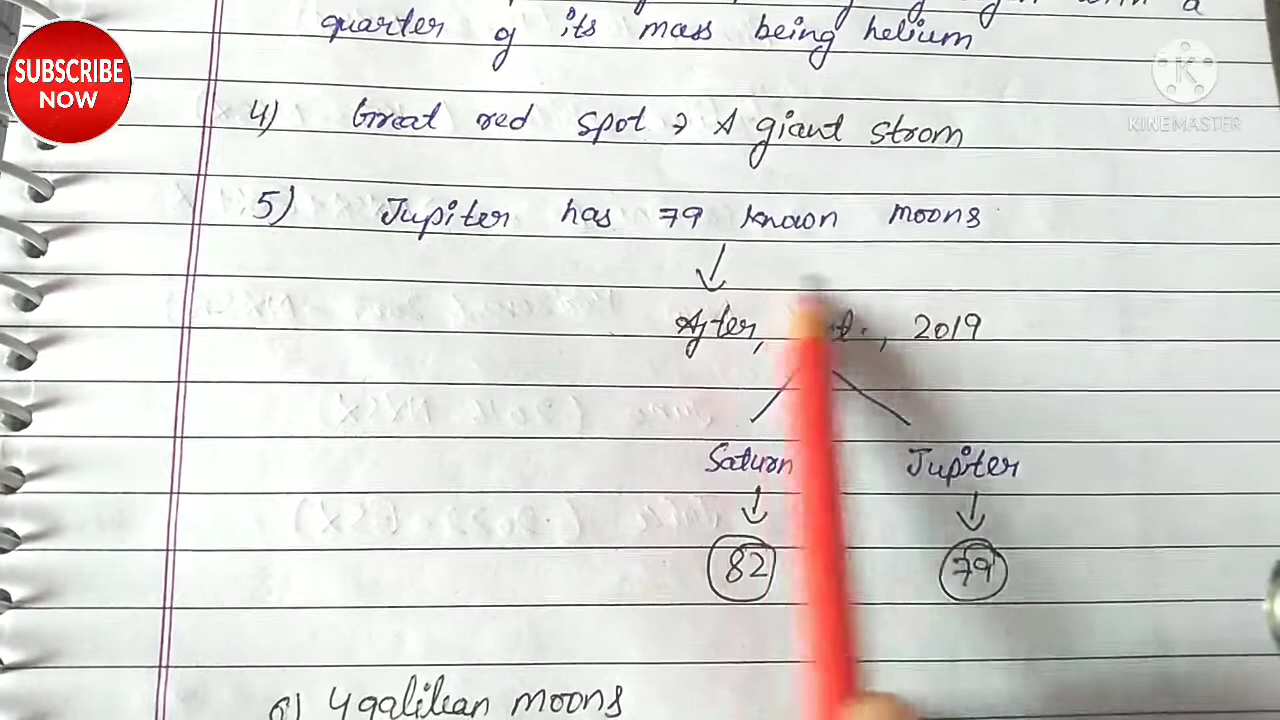 quarter of its mass being helium
SUBSCRIBE
NOW
KINEMASTER
4) Great red spot → A giant strom
5) Jupiter has 79 known moons
After, 2019
Saturn Jupiter
82 79
6) 4 galilean moons